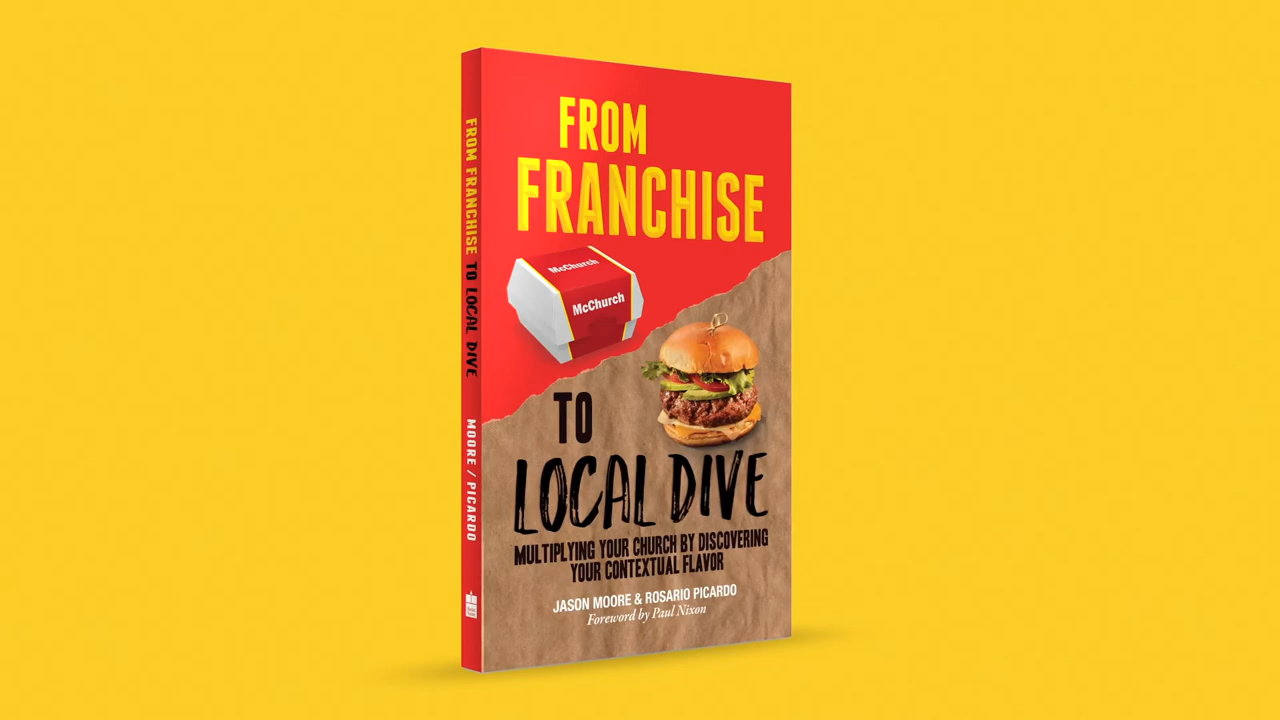 FROM
FRANCHISE
McChurch
McChurch
TO
LOCAL DIVE
MULTIPLYING YOUR CHURCH BY DISCOVERING
YOUR CONTEXTUAL FLAVOR
JASON MOORE & ROSARIO PICARDO
Foreword by Paul Nixon
FROM FRANCHISE TO LOCAL DIVE
MOORE / PICARDO